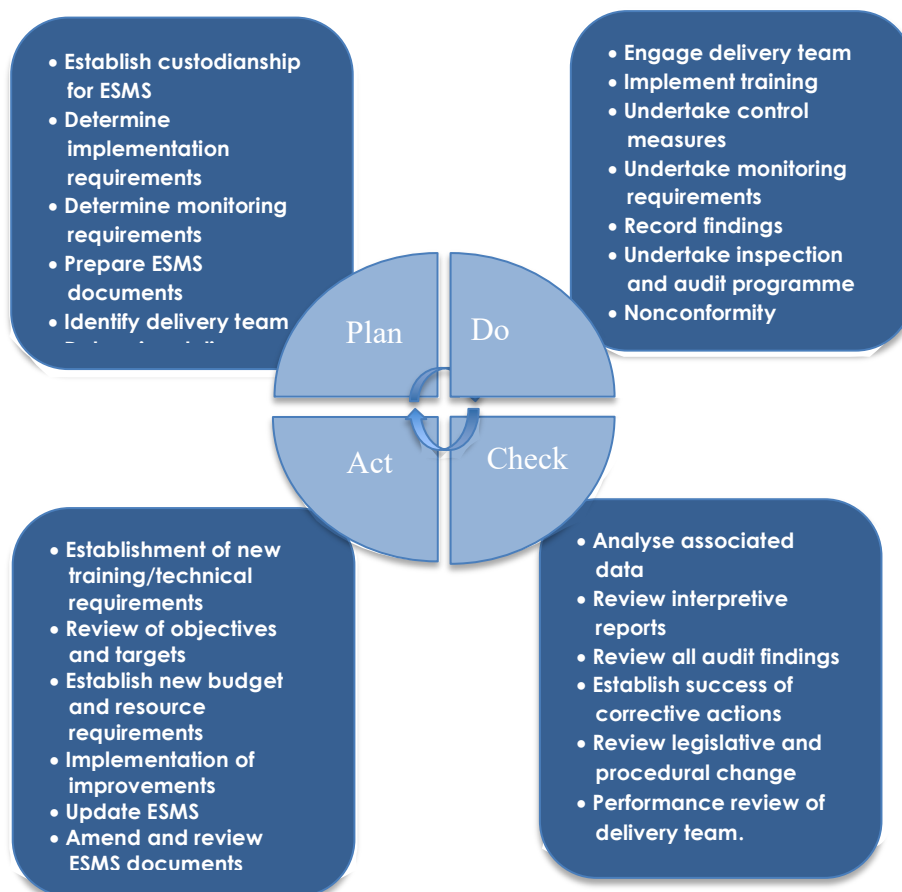 • Establish custodianship
for ESMS
• Determine
implementation
requirements
• Determine monitoring
requirements
• Prepare ESMS
documents
• Identify delivery team
• Engage delivery team
• Implement training
• Undertake control
measures
• Undertake monitoring
requirements
• Record findings
• Undertake inspection
and audit programme
• Nonconformity
Plan
Do
Act
Check
• Establishment of new
training/technical
requirements
• Review of objectives
and targets
• Establish new budget
and resource
requirements
• Implementation of
improvements
• Update ESMS
• Amend and review
ESMS documents
• Analyse associated
data
• Review interpretive
reports
• Review all audit findings
• Establish success of
corrective actions
• Review legislative and
procedural change
• Performance review of
delivery team.